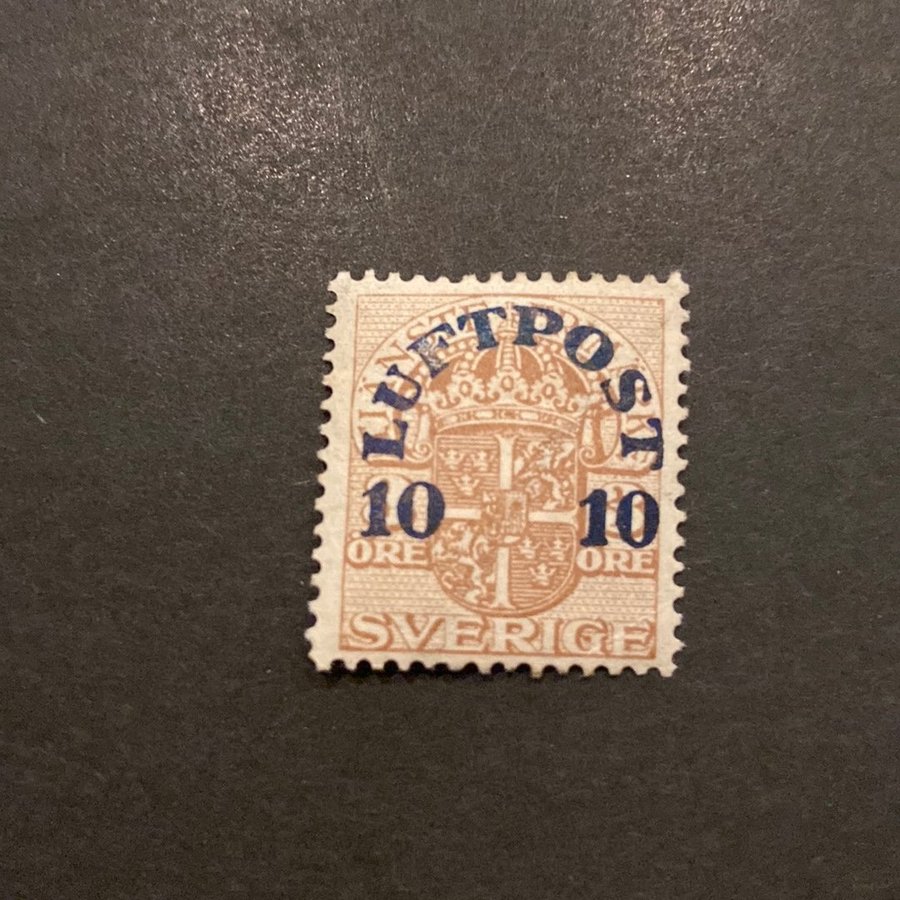 LUFTPOST
10 10
ÖRE ÖRE
SVERIGE